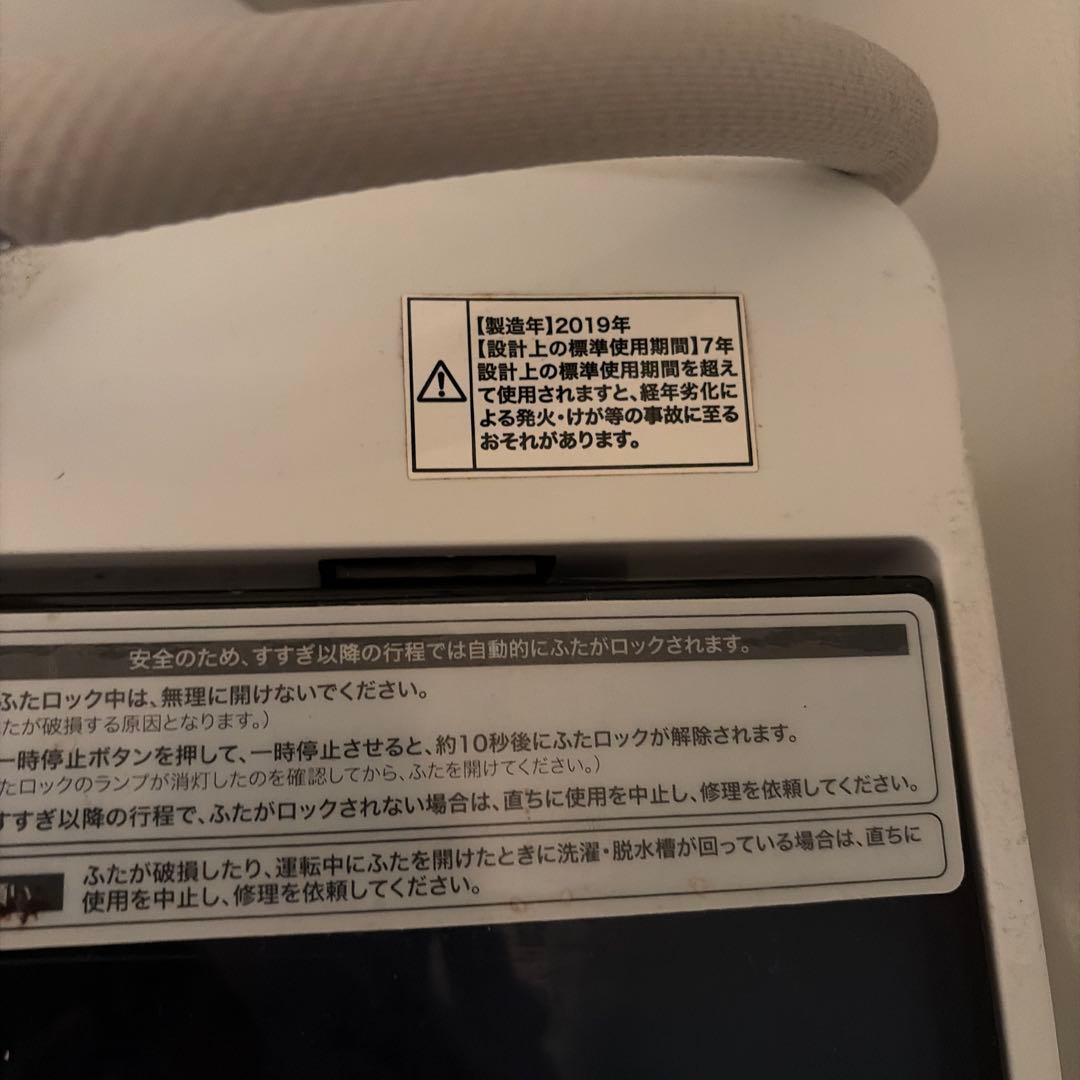 【製造年】2019年
【設計上の標準使用期間】7年
設計上の標準使用期間を超え
て使用されますと、経年劣化に
よる発火・けが等の事故に至る
おそれがあります。
安全のため、すすぎ以降の行程では自動的にふたがロックされます。
ふたロック中は、無理に開けないでください。
たが破損する原因となります。）
一時停止ボタンを押して、一時停止させると、約10秒後にふたロックが解除されます。
たロックのランプが消灯したのを確認してから、ふたを開けてください。）
すすぎ以降の行程で、ふたがロックされない場合は、直ちに使用を中止し、修理を依頼してください。
ふたが破損したり、運転中にふたを開けたときに洗濯・脱水槽が回っている場合は、直ちに
使用を中止し、修理を依頼してください。